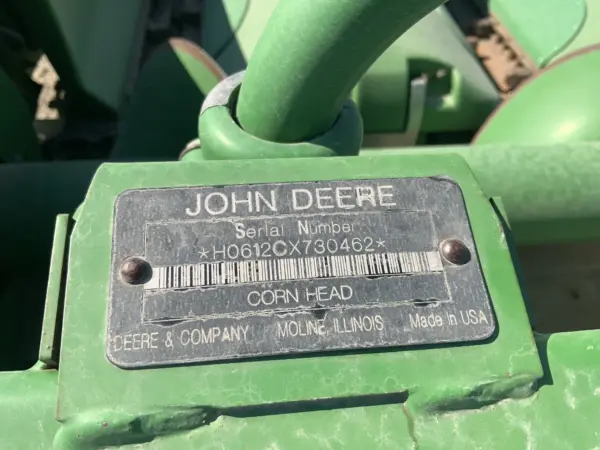 JOHN DEERE
Serial Number
*H0612CX730462*
CORN HEAD
DEERE & COMPANY MOLINE, ILLINOIS Made in USA